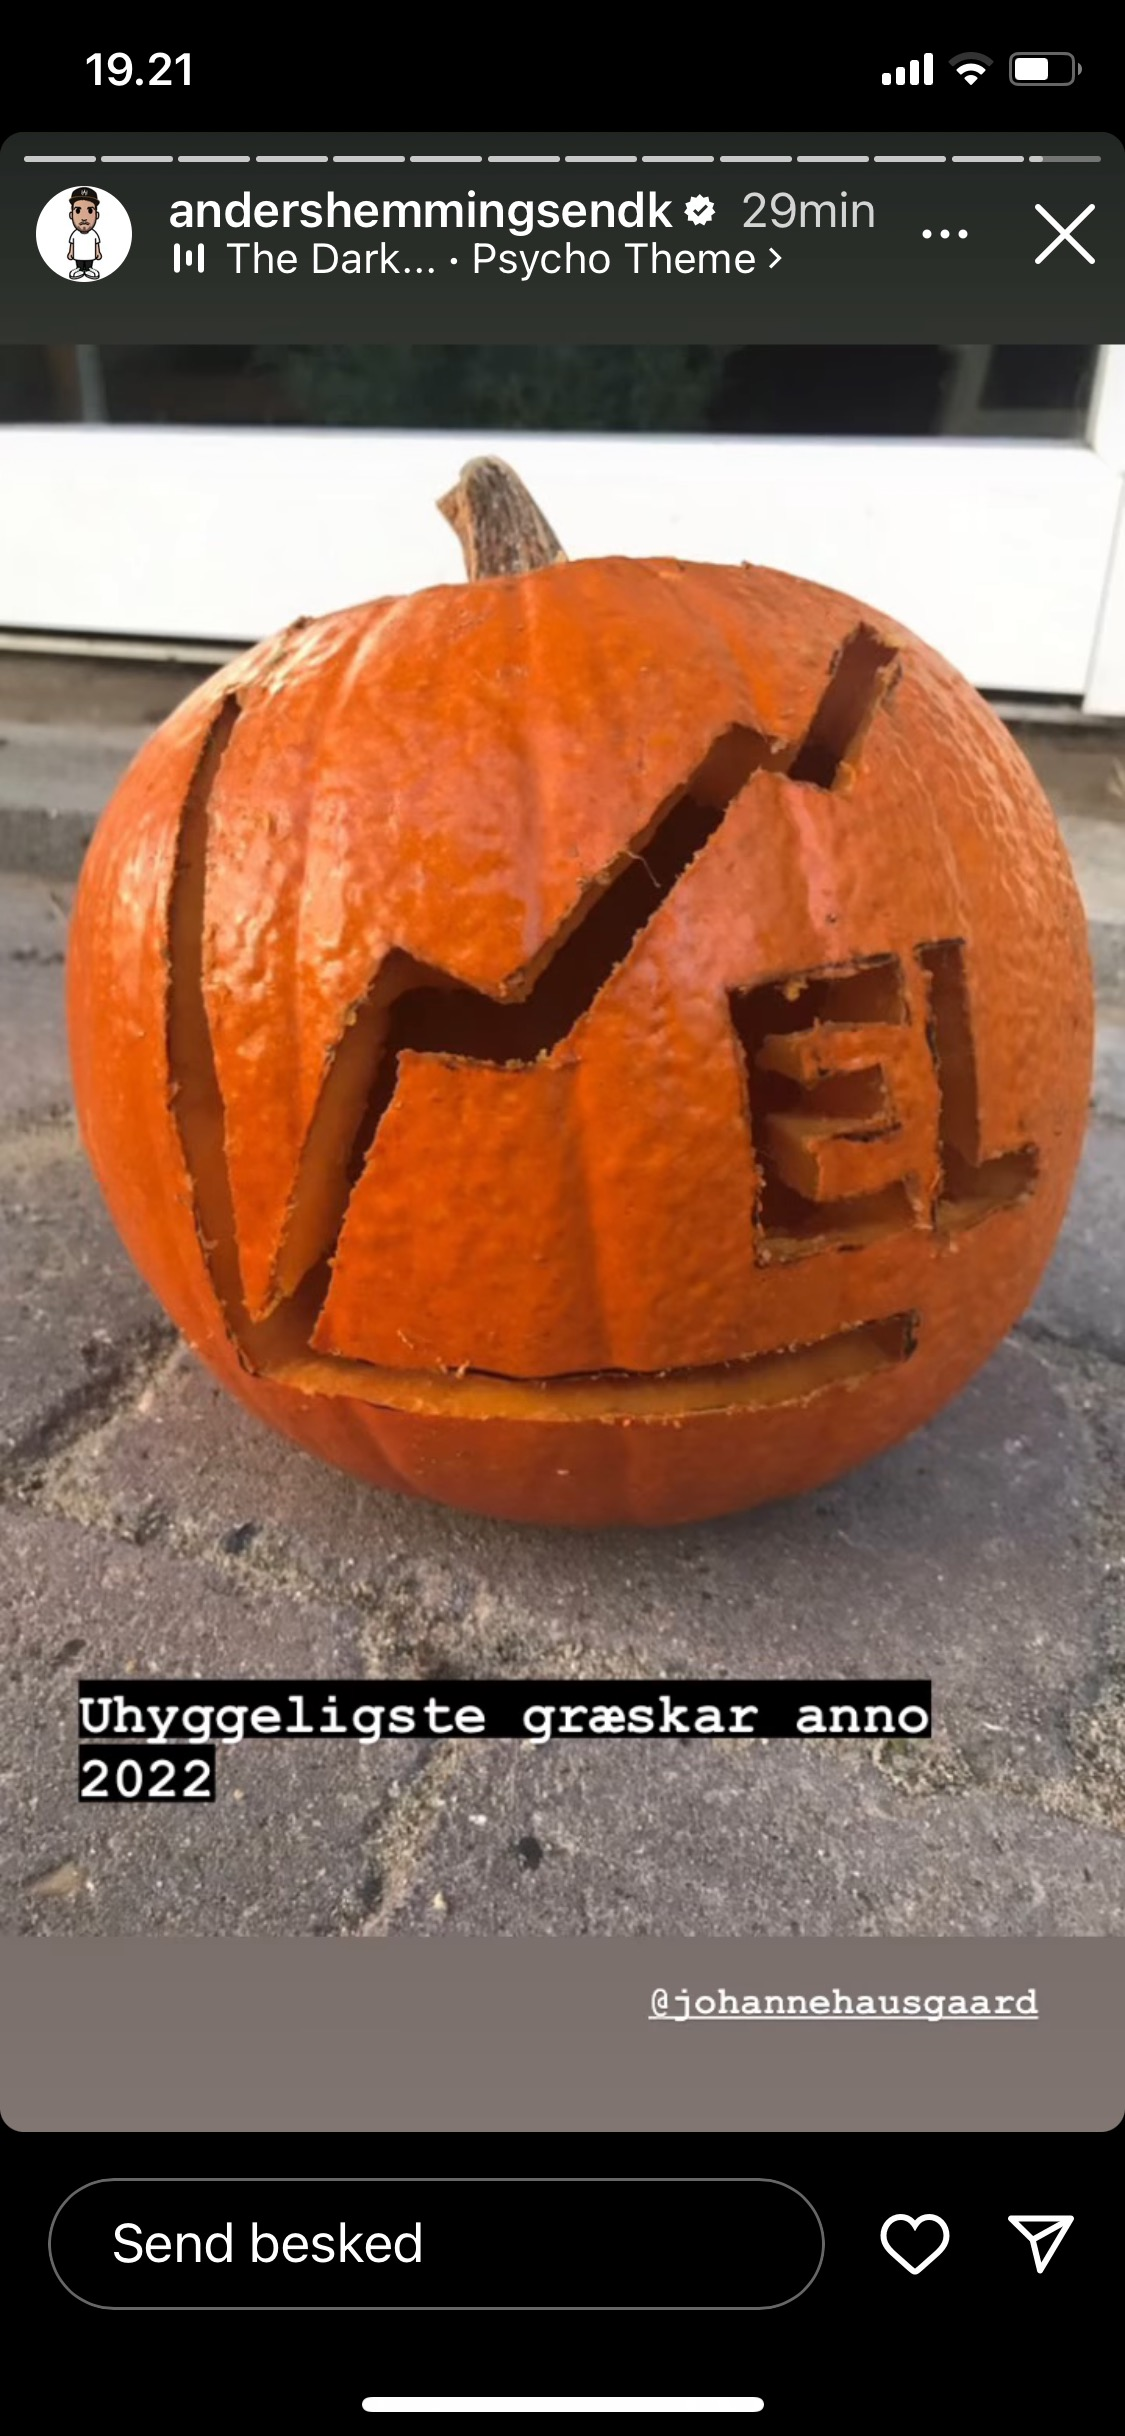 19.21
andershemmingsendk 29min
The Dark... · Psycho Theme >
EL
Uhyggeligste græskar anno
2022
@johannehausgaard
Send besked